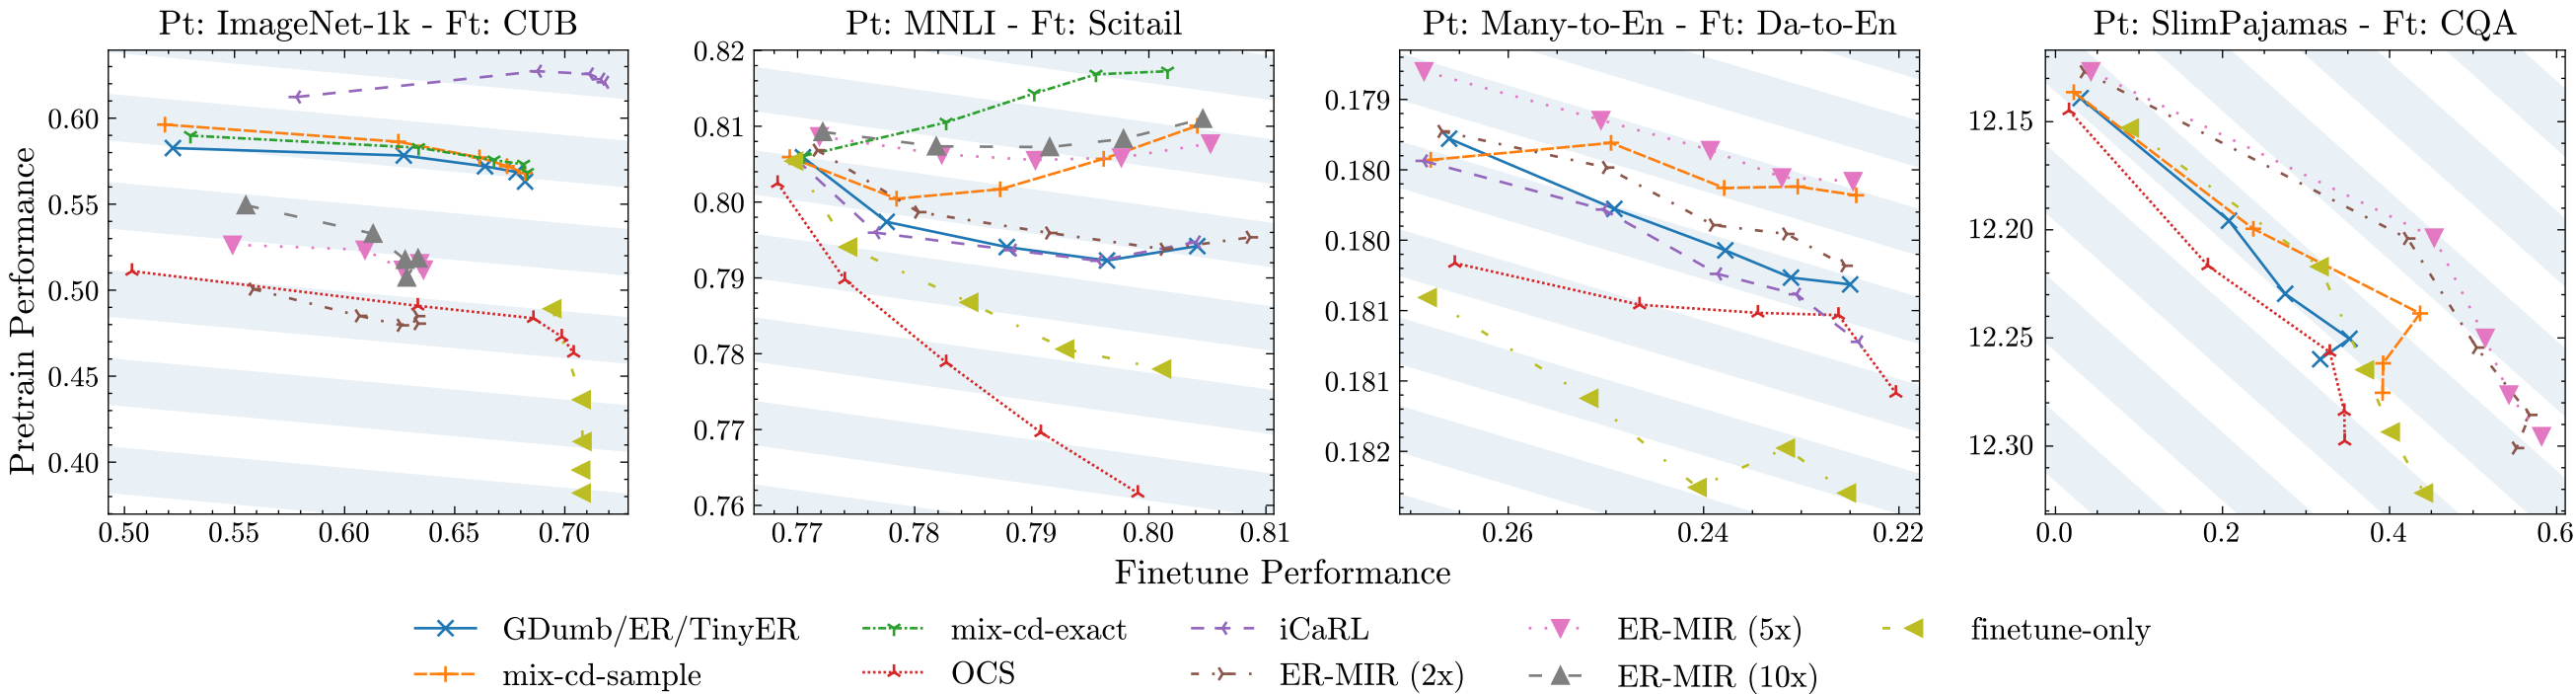 Pt: ImageNet-1k - Ft: CUB
Pt: MNLI - Ft: Scitail
Pt: Many-to-En - Ft: Da-to-En
Pt: SlimPajamas - Ft: CQA
Pretrain Performance
0.60
0.55
0.50
0.45
0.40
0.50 0.55 0.60 0.65 0.70
0.82
0.81
0.80
0.79
0.78
0.77
0.76
0.77 0.78 0.79 0.80 0.81
0.179
0.180
0.180
0.181
0.181
0.182
0.26 0.24 0.22
12.15
12.20
12.25
12.30
0.0 0.2 0.4 0.6
Finetune Performance
GDumb/ER/TinyER
mix-cd-exact
iCaRL
ER-MIR (5x)
finetune-only
mix-cd-sample
OCS
ER-MIR (2x)
ER-MIR (10x)